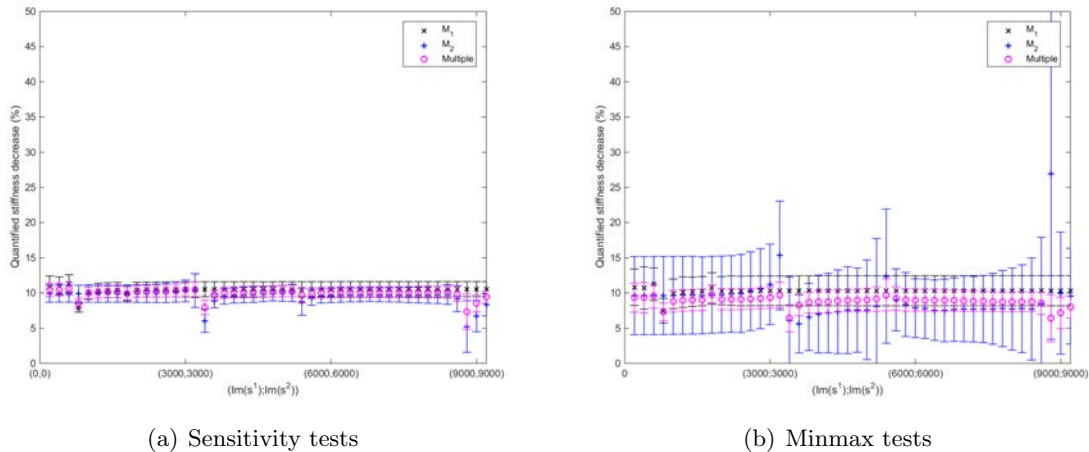 50
45
40
35
30
25
20
15
10
5
0
Quantified stiffness decrease (%)
M1
M2
Multiple
(0,0)
(3000;3000)
(6000,6000)
(9000,9000)
(Im(s1);Im(s2))
(a) Sensitivity tests
50
45
40
35
30
25
20
15
10
5
0
Quantified stiffness decrease (%)
M1
M2
Multiple
0
(3000;3000)
(6000;6000)
(9000;9000)
(Im(s1);Im(s2))
(b) Minmax tests